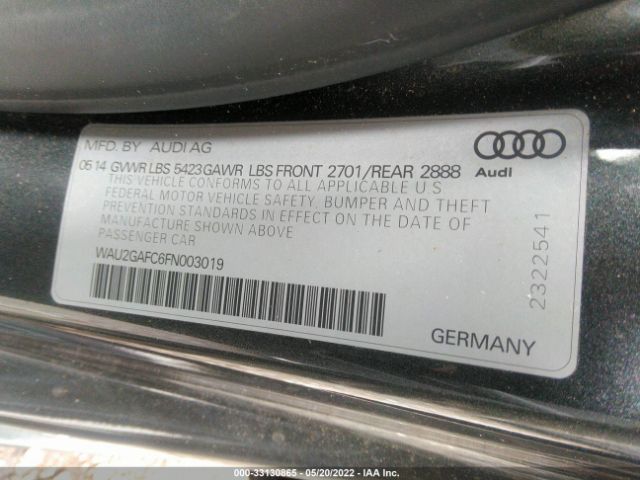 MFD. BY AUDI AG
05 14 GVWR LBS 5423 GAWR LBS FRONT 2701/REAR 2888
Audi
THIS VEHICLE CONFORMS TO ALL APPLICABLE U S
FEDERAL MOTOR VEHICLE SAFETY, BUMPER AND THEFT
PREVENTION STANDARDS IN EFFECT ON THE DATE OF
MANUFACTURE SHOWN ABOVE
PASSENGER CAR
WAU2GAFC6FN003019
2322541
GERMANY
000-33130865 - 05/20/2022 - IAA Inc.